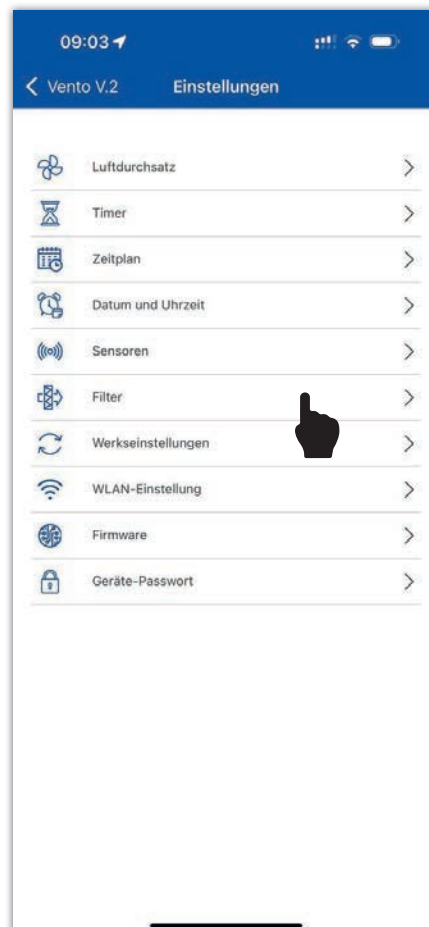 09:03
Vento V.2 Einstellungen
Luftdurchsatz
Timer
Zeitplan
Datum und Uhrzeit
Sensoren
Filter
Werkseinstellungen
WLAN-Einstellung
Firmware
Geräte-Passwort